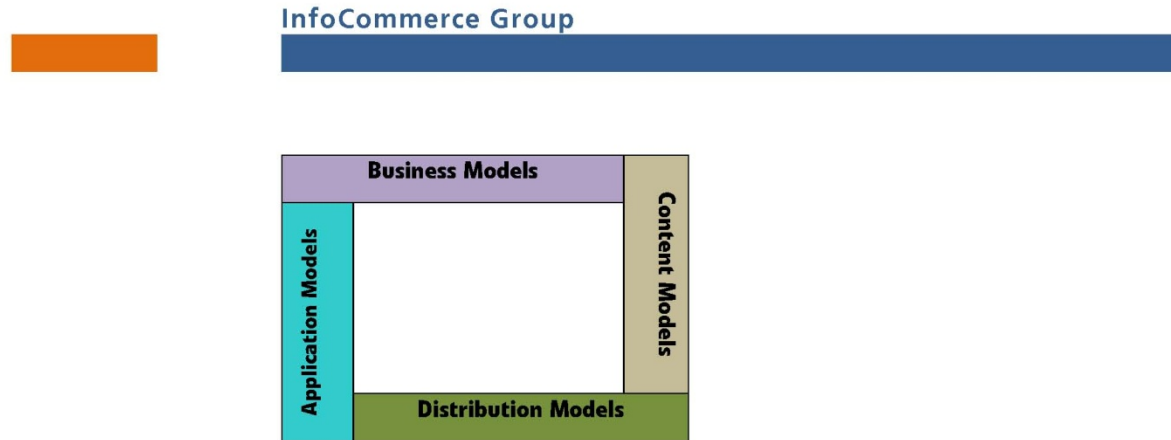 InfoCommerce Group
Business Models
Content Models
Application Models
Distribution Models